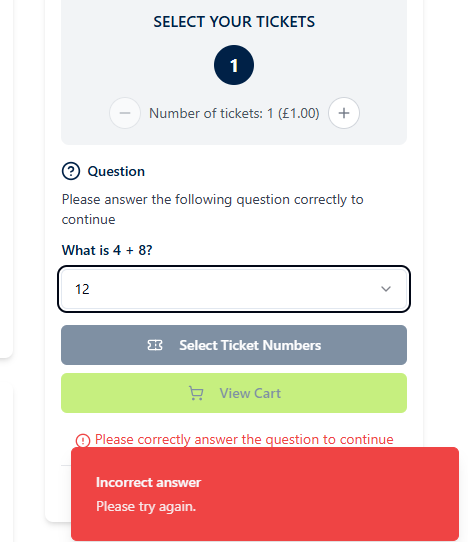 SELECT YOUR TICKETS
1
Number of tickets: 1 (£1.00)
Question
Please answer the following question correctly to
continue
What is 4 + 8?
12
Select Ticket Numbers
View Cart
Please correctly answer the question to continue
Incorrect answer
Please try again.